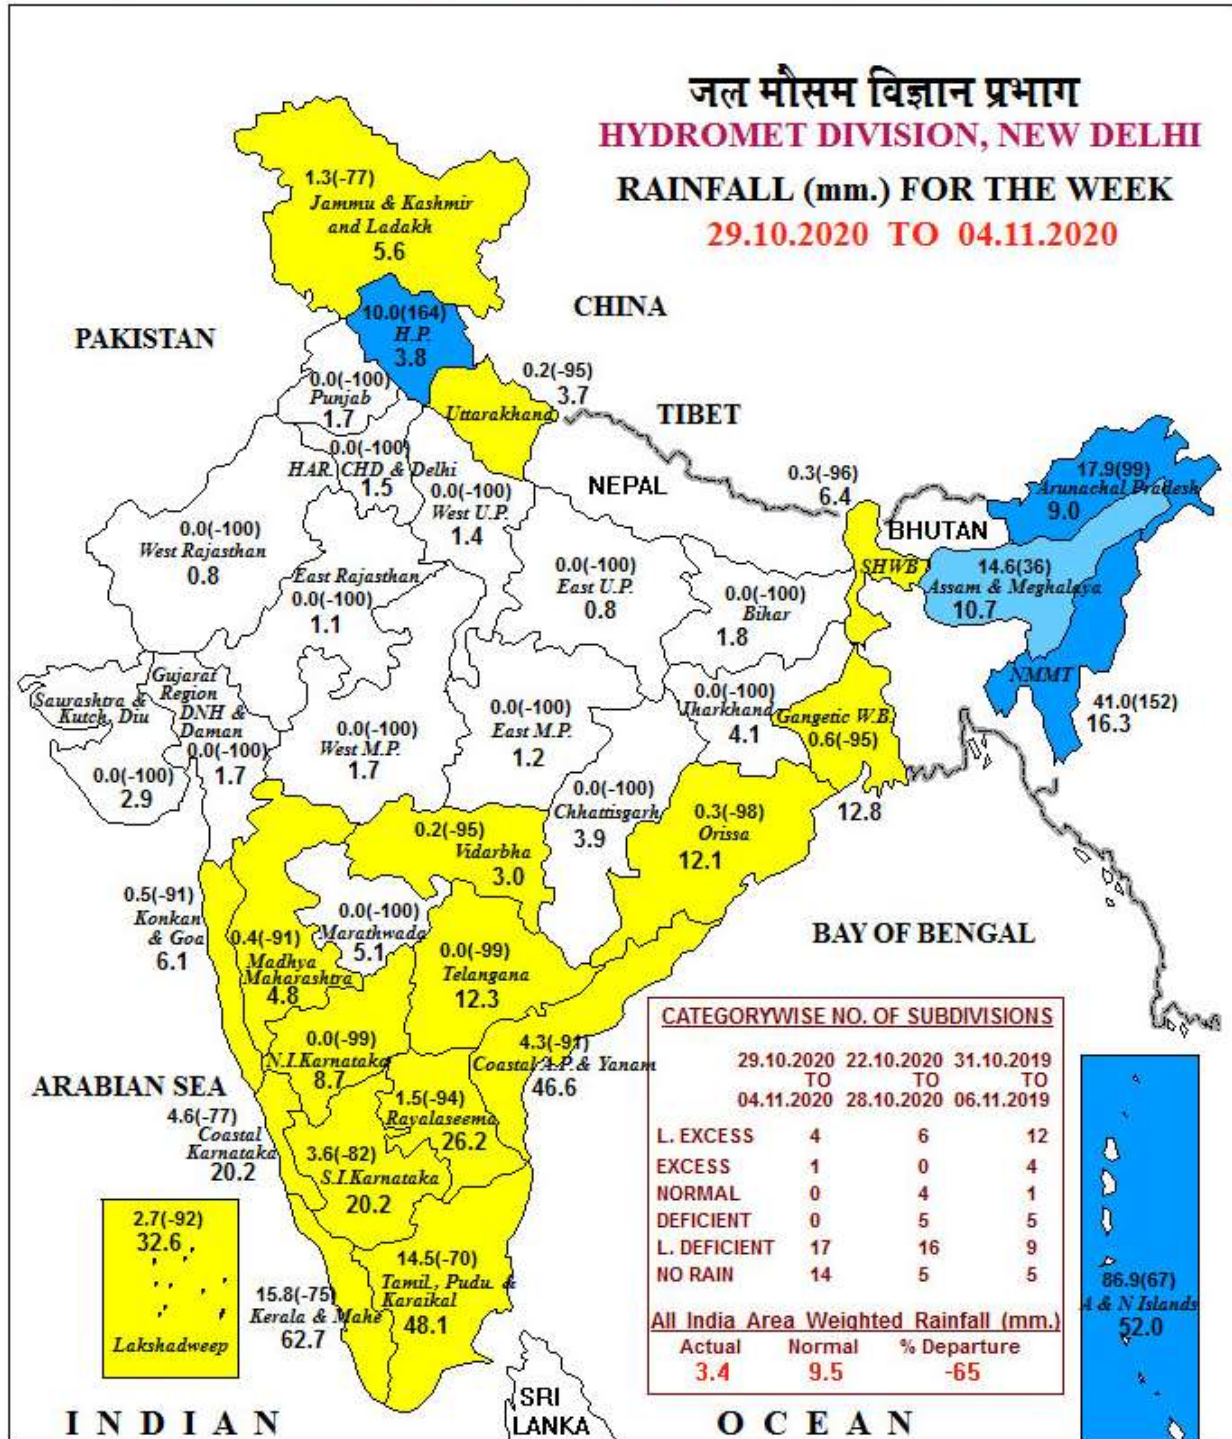 जल मौसम विज्ञान प्रभाग
HYDROMET DIVISION, NEW DELHI
RAINFALL (mm.) FOR THE WEEK
29.10.2020 TO 04.11.2020
1.3(-77)
Jammu & Kashmir
and Ladakh
5.6
CHINA
PAKISTAN
10.0(164)
H.P.
3.8
0.0(-100)
Punjab
1.7
0.2(-95)
3.7
Uttarakhand
TIBET
0.0(-100)
HAR. CHD & Delhi
1.5
0.0(-100)
West U.P.
1.4
NEPAL
0.3(-96)
6.4
BHUTAN
SHWB
17.9(99)
Arunachal Pradesh
9.0
14.6(36)
Assam & Meghalaya
10.7
NMMT
41.0(152)
16.3
0.0(-100)
West Rajasthan
0.8
East Rajasthan
0.0(-100)
1.1
0.0(-100)
East U.P.
0.8
0.0(-100)
Bihar
1.8
Saurashtra &
Kutch, Diu
0.0(-100)
2.9
Gujarat
Region
DNH &
Daman
0.0(-100)
1.7
0.0(-100)
West M.P.
1.7
0.0(-100)
East M.P.
1.2
0.0(-100)
Jharkhand
4.1
Gangetic W.B.
0.6(-95)
12.8
0.0(-100)
Chhattisgarh
3.9
0.3(-98)
Orissa
12.1
0.2(-95)
Vidarbha
3.0
0.5(-91)
Konkan
& Goa
6.1
0.4(-91)
Madhya
Maharashtra
4.8
0.0(-100)
Marathwada
5.1
0.0(-99)
Telangana
12.3
BAY OF BENGAL
0.0(-99)
N.I.Karnataka
8.7
4.3(-91)
Coastal A.P.& Yanam
46.6
ARABIAN SEA
4.6(-77)
Coastal
Karnataka
20.2
1.5(-94)
Rayalaseema
26.2
3.6(-82)
S.I.Karnataka
20.2
2.7(-92)
32.6
Lakshadweep
15.8(-75)
Kerala & Mahe
62.7
14.5(-70)
Tamil., Pudu. &
Karaikal
48.1
CATEGORYWISE NO. OF SUBDIVISIONS
29.10.2020 22.10.2020 31.10.2019
TO TO TO
04.11.2020 28.10.2020 06.11.2019
L. EXCESS 4 6 12
EXCESS 1 0 4
NORMAL 0 4 1
DEFICIENT 0 5 5
L. DEFICIENT 17 16 9
NO RAIN 14 5 5
All India Area Weighted Rainfall (mm.)
Actual Normal % Departure
3.4 9.5 -65
86.9(67)
A & N Islands
52.0
SRI
LANKA
INDIAN OCEAN